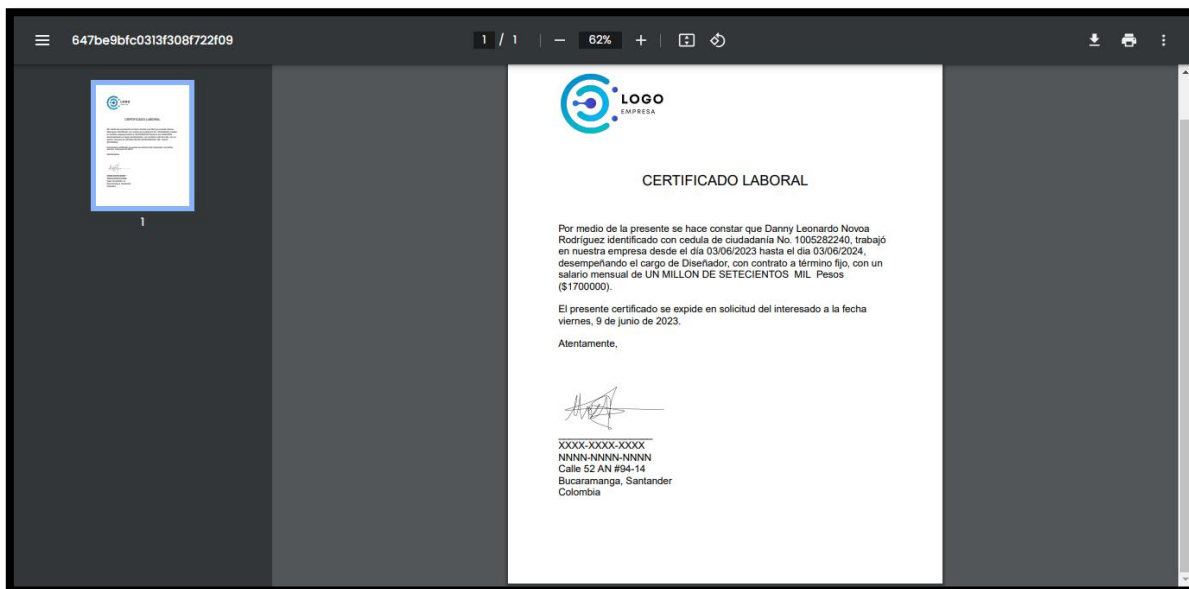 647be9bfc0313f308f722f09
1 / 1
62%
1
LOGO
EMPRESA
CERTIFICADO LABORAL
Por medio de la presente se hace constar que Danny Leonardo Novoa
Rodríguez identificado con cedula de ciudadanía No. 1005282240, trabajó
en nuestra empresa desde el día 03/06/2023 hasta el dia 03/06/2024,
desempeñando el cargo de Diseñador, con contrato a término fijo, con un
salario mensual de UN MILLON DE SETECIENTOS MIL Pesos
($1700000).
El presente certificado se expide en solicitud del interesado a la fecha
viernes, 9 de junio de 2023.
Atentamente,
XXXX-XXXX-XXXX
NNNN-NNNN-NNNN
Calle 52 AN #94-14
Bucaramanga, Santander
Colombia